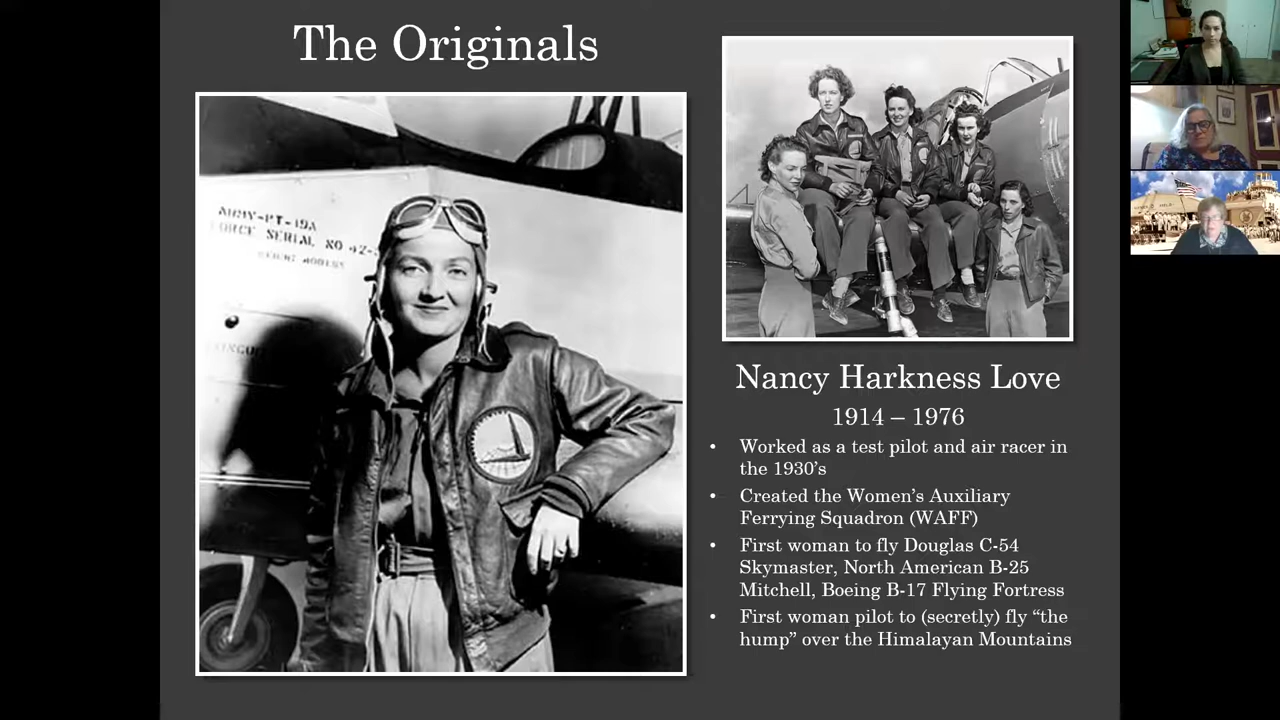 The Originals
ARMY-PT-19A
FORCE SERIAL NO 42-
Nancy Harkness Love
1914 – 1976
• Worked as a test pilot and air racer in
the 1930's
• Created the Women's Auxiliary
Ferrying Squadron (WAFF)
• First woman to fly Douglas C-54
Skymaster, North American B-25
Mitchell, Boeing B-17 Flying Fortress
• First woman pilot to (secretly) fly “the
hump” over the Himalayan Mountains